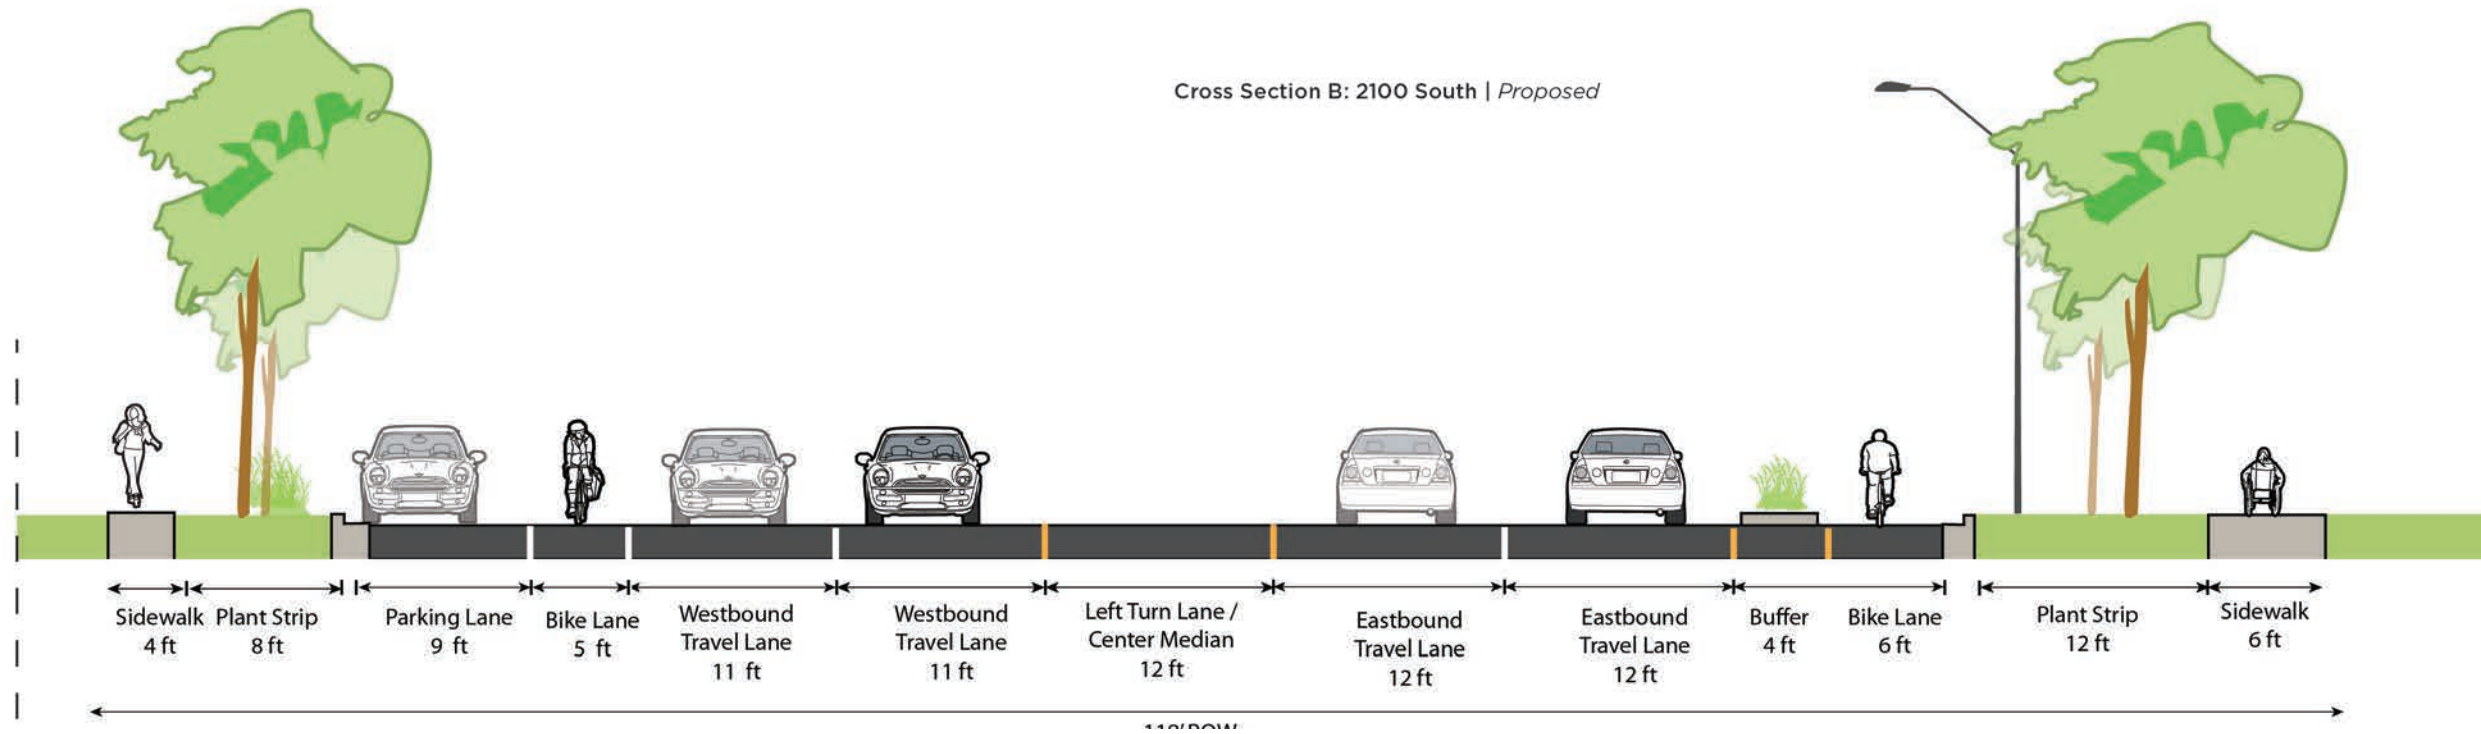 Cross Section B: 2100 South | Proposed
Sidewalk
4 ft
Plant Strip
8 ft
Parking Lane
9 ft
Bike Lane
5 ft
Westbound
Travel Lane
11 ft
Westbound
Travel Lane
11 ft
Left Turn Lane /
Center Median
12 ft
Eastbound
Travel Lane
12 ft
Eastbound
Travel Lane
12 ft
Buffer
4 ft
Bike Lane
6 ft
Plant Strip
12 ft
Sidewalk
6 ft
ROW